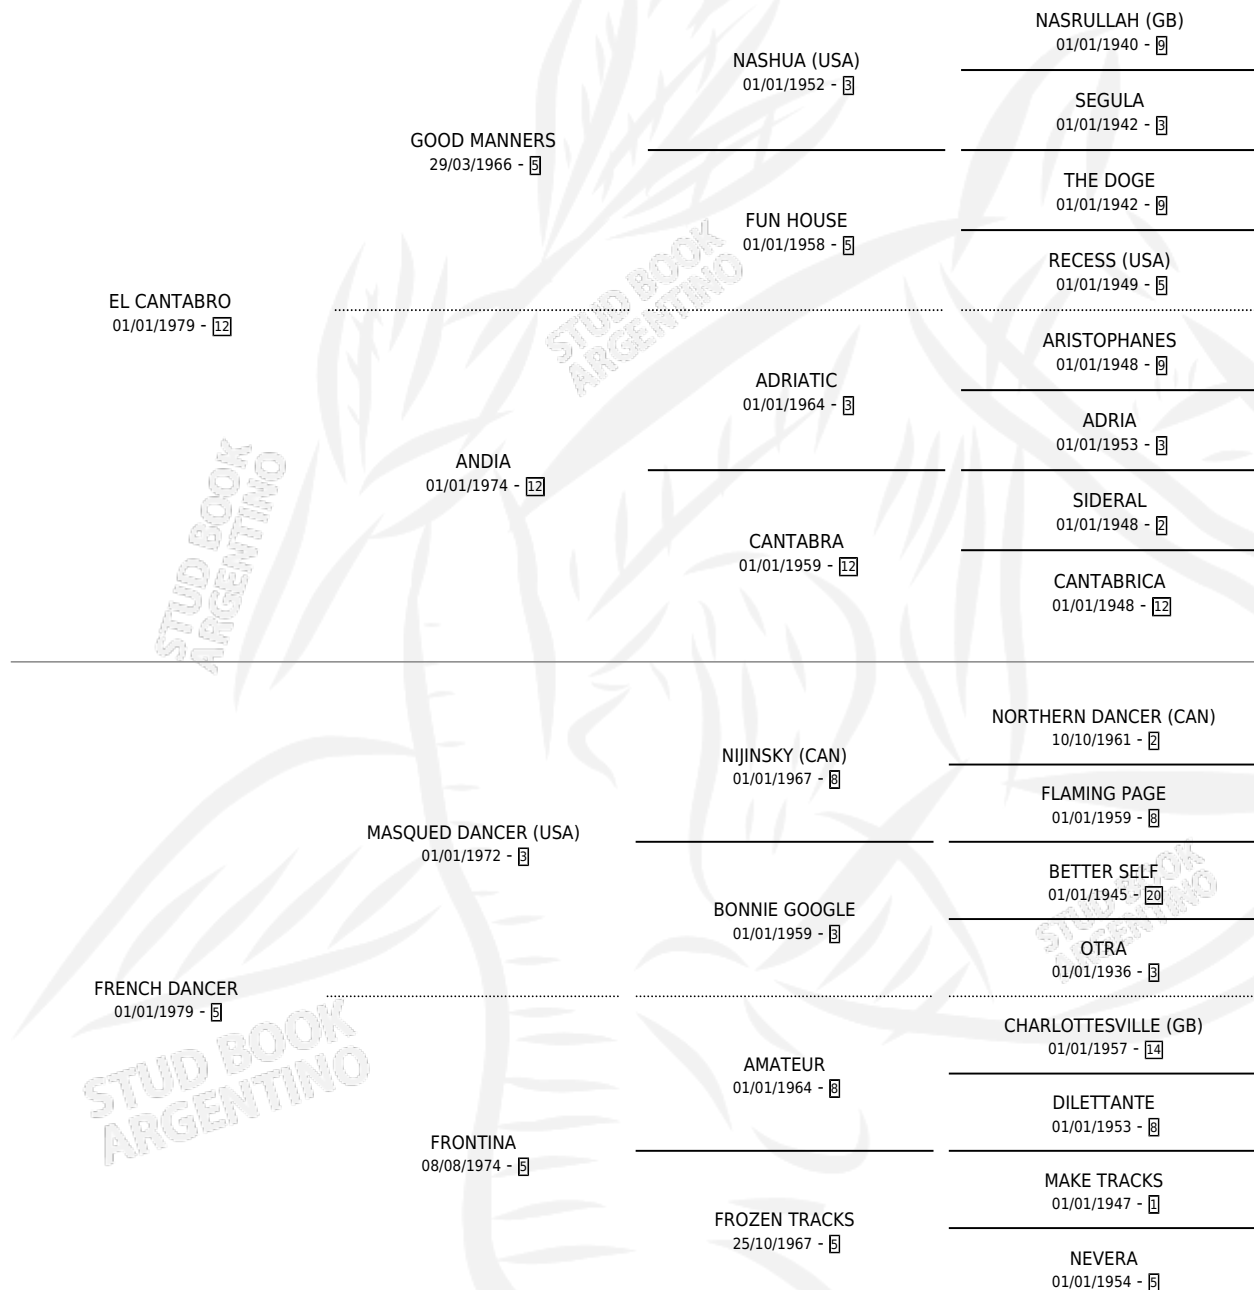 NASRULLAH (GB)
01/01/1940 - 9
NASHUA (USA)
01/01/1952 - 3
SEGULA
01/01/1942 - 3
GOOD MANNERS
29/03/1966 - 5
THE DOGE
01/01/1942 - 9
FUN HOUSE
01/01/1958 - 5
RECESS (USA)
01/01/1949 - 5
EL CANTABRO
01/01/1979 - 12
ARISTOPHANES
01/01/1948 - 9
ADRIATIC
01/01/1964 - 3
ADRIA
01/01/1953 - 3
ANDIA
01/01/1974 - 12
SIDERAL
01/01/1948 - 2
CANTABRA
01/01/1959 - 12
CANTABRICA
01/01/1948 - 12
NORTHERN DANCER (CAN)
10/10/1961 - 2
NIJINSKY (CAN)
01/01/1967 - 8
FLAMING PAGE
01/01/1959 - 8
MASQUED DANCER (USA)
01/01/1972 - 3
BETTER SELF
01/01/1945 - 20
BONNIE GOOGLE
01/01/1959 - 3
OTRA
01/01/1936 - 3
FRENCH DANCER
01/01/1979 - 5
CHARLOTTESVILLE (GB)
01/01/1957 - 14
AMATEUR
01/01/1964 - 8
DILETTANTE
01/01/1953 - 8
FRONTINA
08/08/1974 - 5
MAKE TRACKS
01/01/1947 - 1
FROZEN TRACKS
25/10/1967 - 5
NEVERA
01/01/1954 - 5
STUD BOOK
ARGENTINO
STUD BOOK
ARGENTINO
STUD BOOK
ARGENTINO
STUD BOOK
ARGENTINO